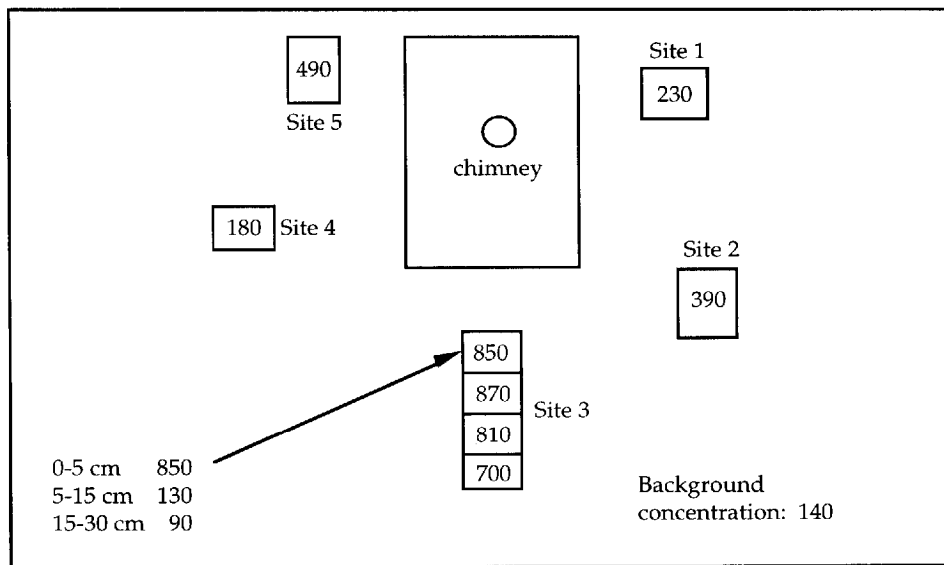 490
Site 5
chimney
Site 1
230
180 Site 4
Site 2
390
850
870
810
700
Site 3
0-5 cm 850
5-15 cm 130
15-30 cm 90
Background
concentration: 140